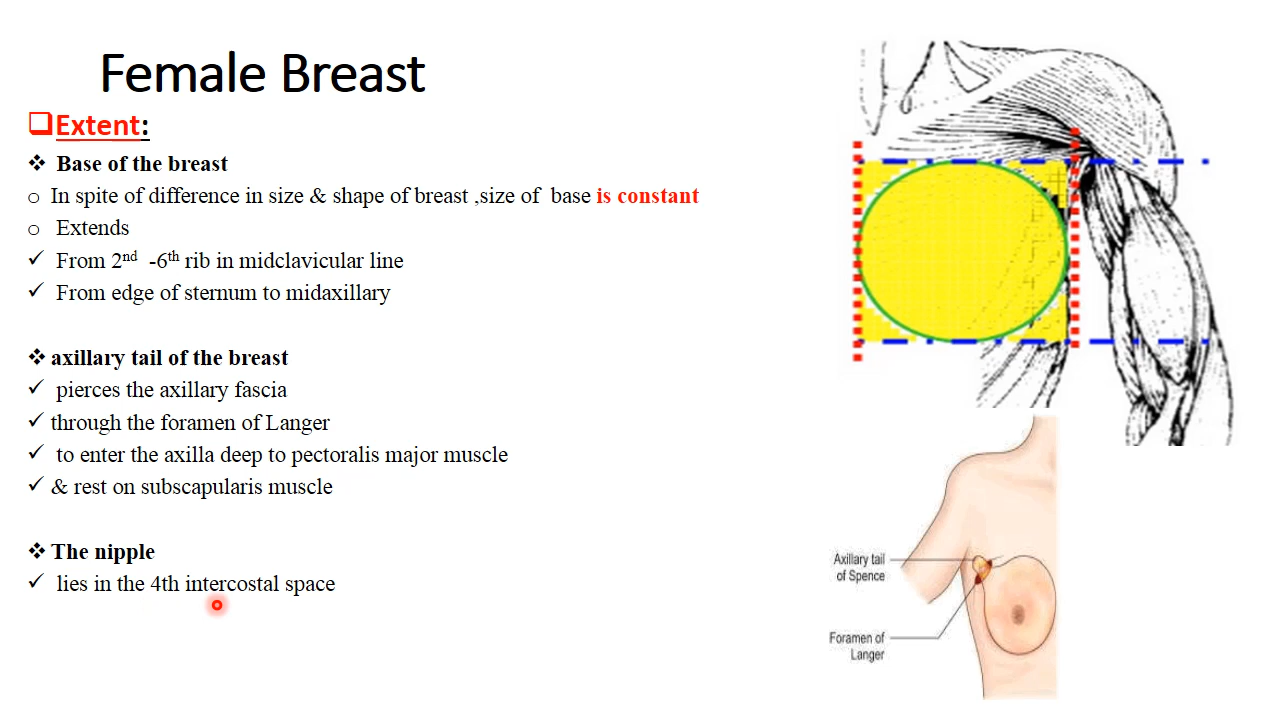 Female Breast
❑Extent:
❖ Base of the breast
o In spite of difference in size & shape of breast ,size of base is constant
o Extends
✓ From 2nd -6th rib in midclavicular line
✓ From edge of sternum to midaxillary
❖ axillary tail of the breast
✓ pierces the axillary fascia
✓ through the foramen of Langer
✓ to enter the axilla deep to pectoralis major muscle
✓ & rest on subscapularis muscle
❖ The nipple
✓ lies in the 4th intercostal space
Axillary tail
of Spence
Foramen of
Langer